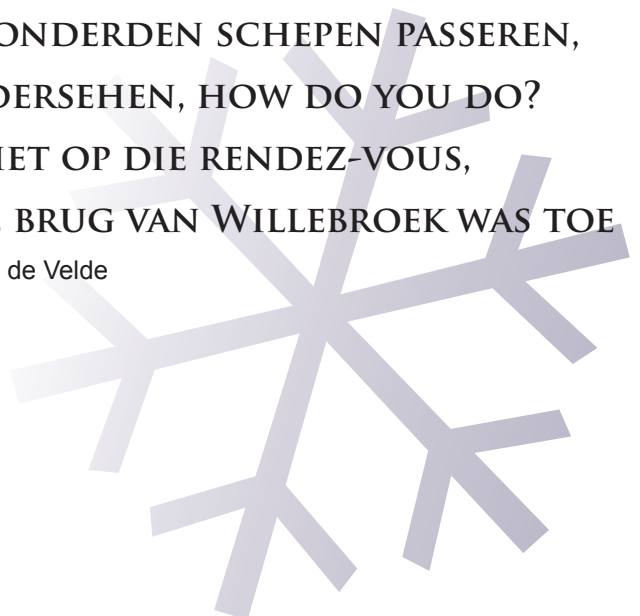 ONDERDEN SCHEPEN PASSEREN,
DERSEHEN, HOW DO YOU DO?
IET OP DIE RENDEZ-VOUS,
BRUG VAN WILLEBROEK WAS TOE
de Velde